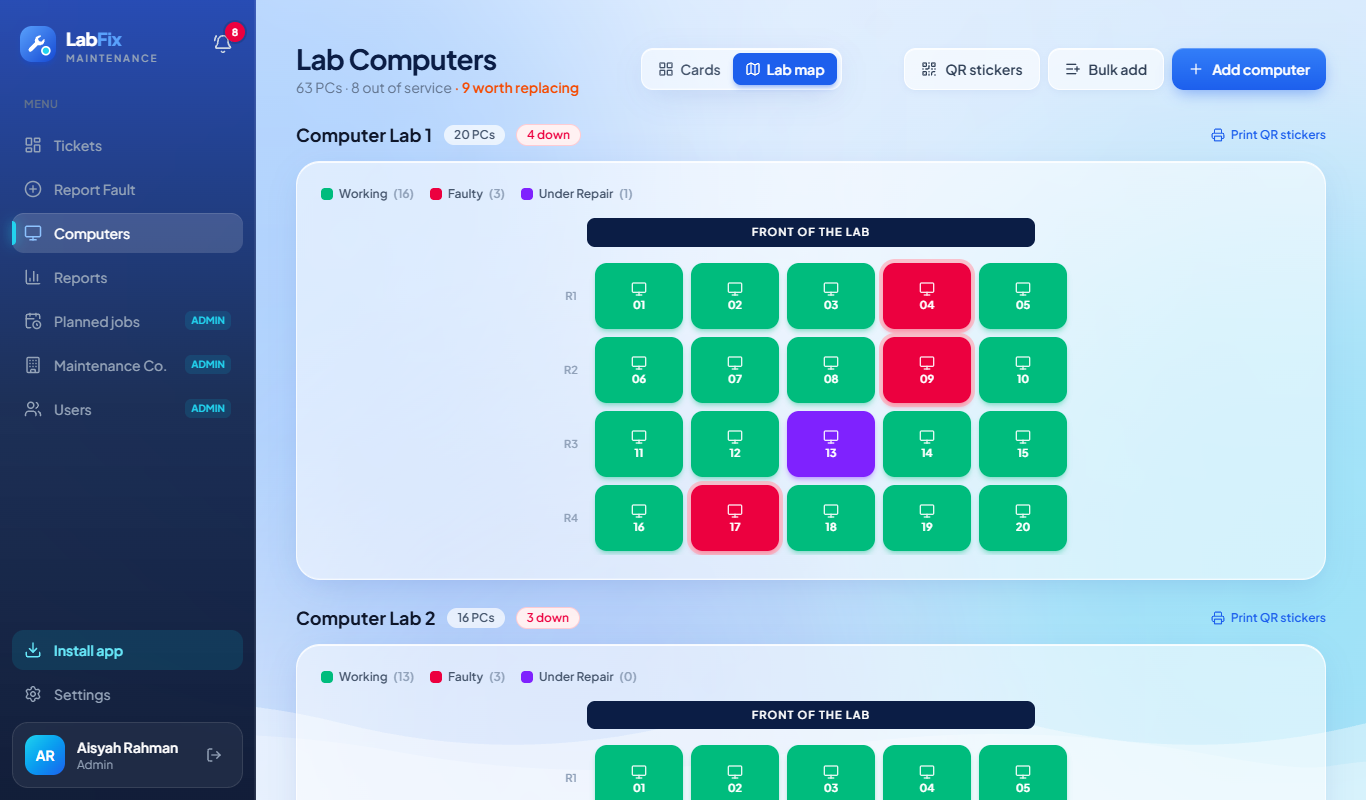 LabFix
MAINTENANCE
8
MENU
Tickets
Report Fault
Computers
Reports
Planned jobs ADMIN
Maintenance Co. ADMIN
Users ADMIN
Install app
Settings
AR
Aisyah Rahman
Admin
Lab Computers
63 PCs · 8 out of service · 9 worth replacing
Cards
Lab map
QR stickers
Bulk add
Add computer
Computer Lab 1 20 PCs 4 down
Print QR stickers
Working (16) Faulty (3) Under Repair (1)
FRONT OF THE LAB
R1 01 02 03 04 05
R2 06 07 08 09 10
R3 11 12 13 14 15
R4 16 17 18 19 20
Computer Lab 2 16 PCs 3 down
Print QR stickers
Working (13) Faulty (3) Under Repair (0)
FRONT OF THE LAB
R1 01 02 03 04 05